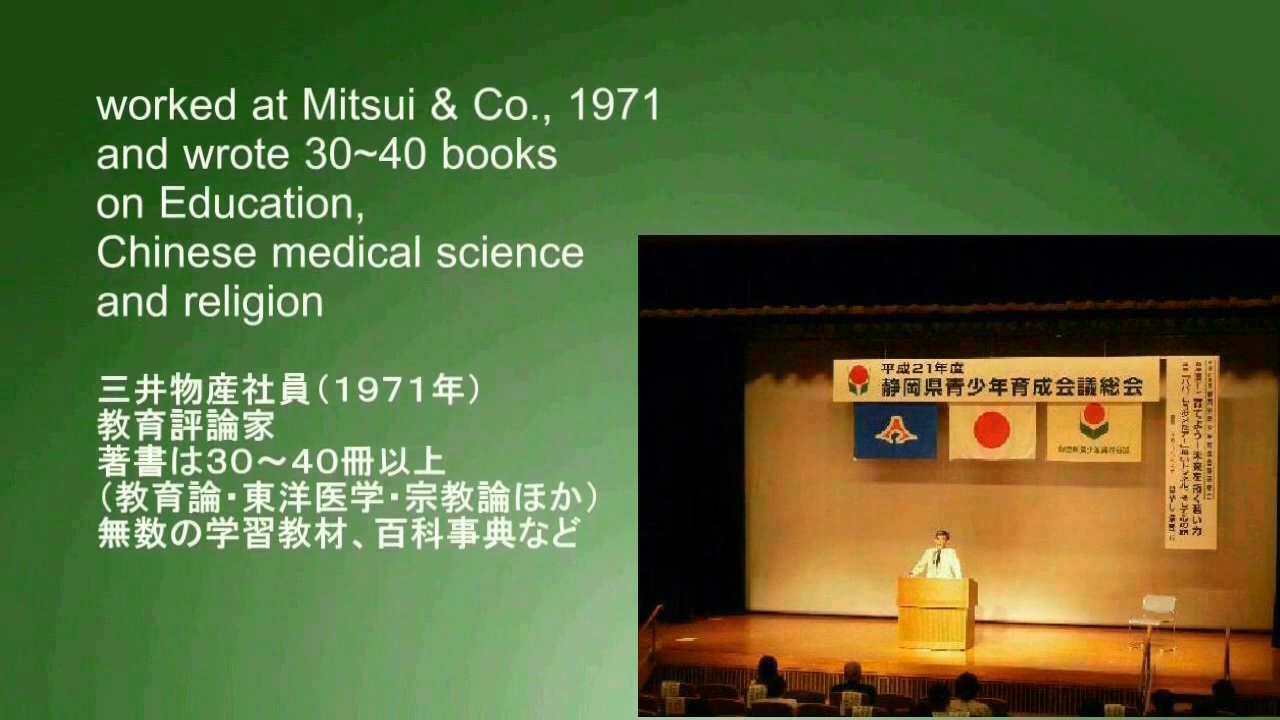 worked at Mitsui & Co., 1971
and wrote 30~40 books
on Education,
Chinese medical science
and religion
三井物産社員（１９７１年）
教育評論家
著書は３０～４０冊以上
（教育論・東洋医学・宗教論ほか）
無数の学習教材、百科事典など
平成21年度
静岡県青少年育成会議総会